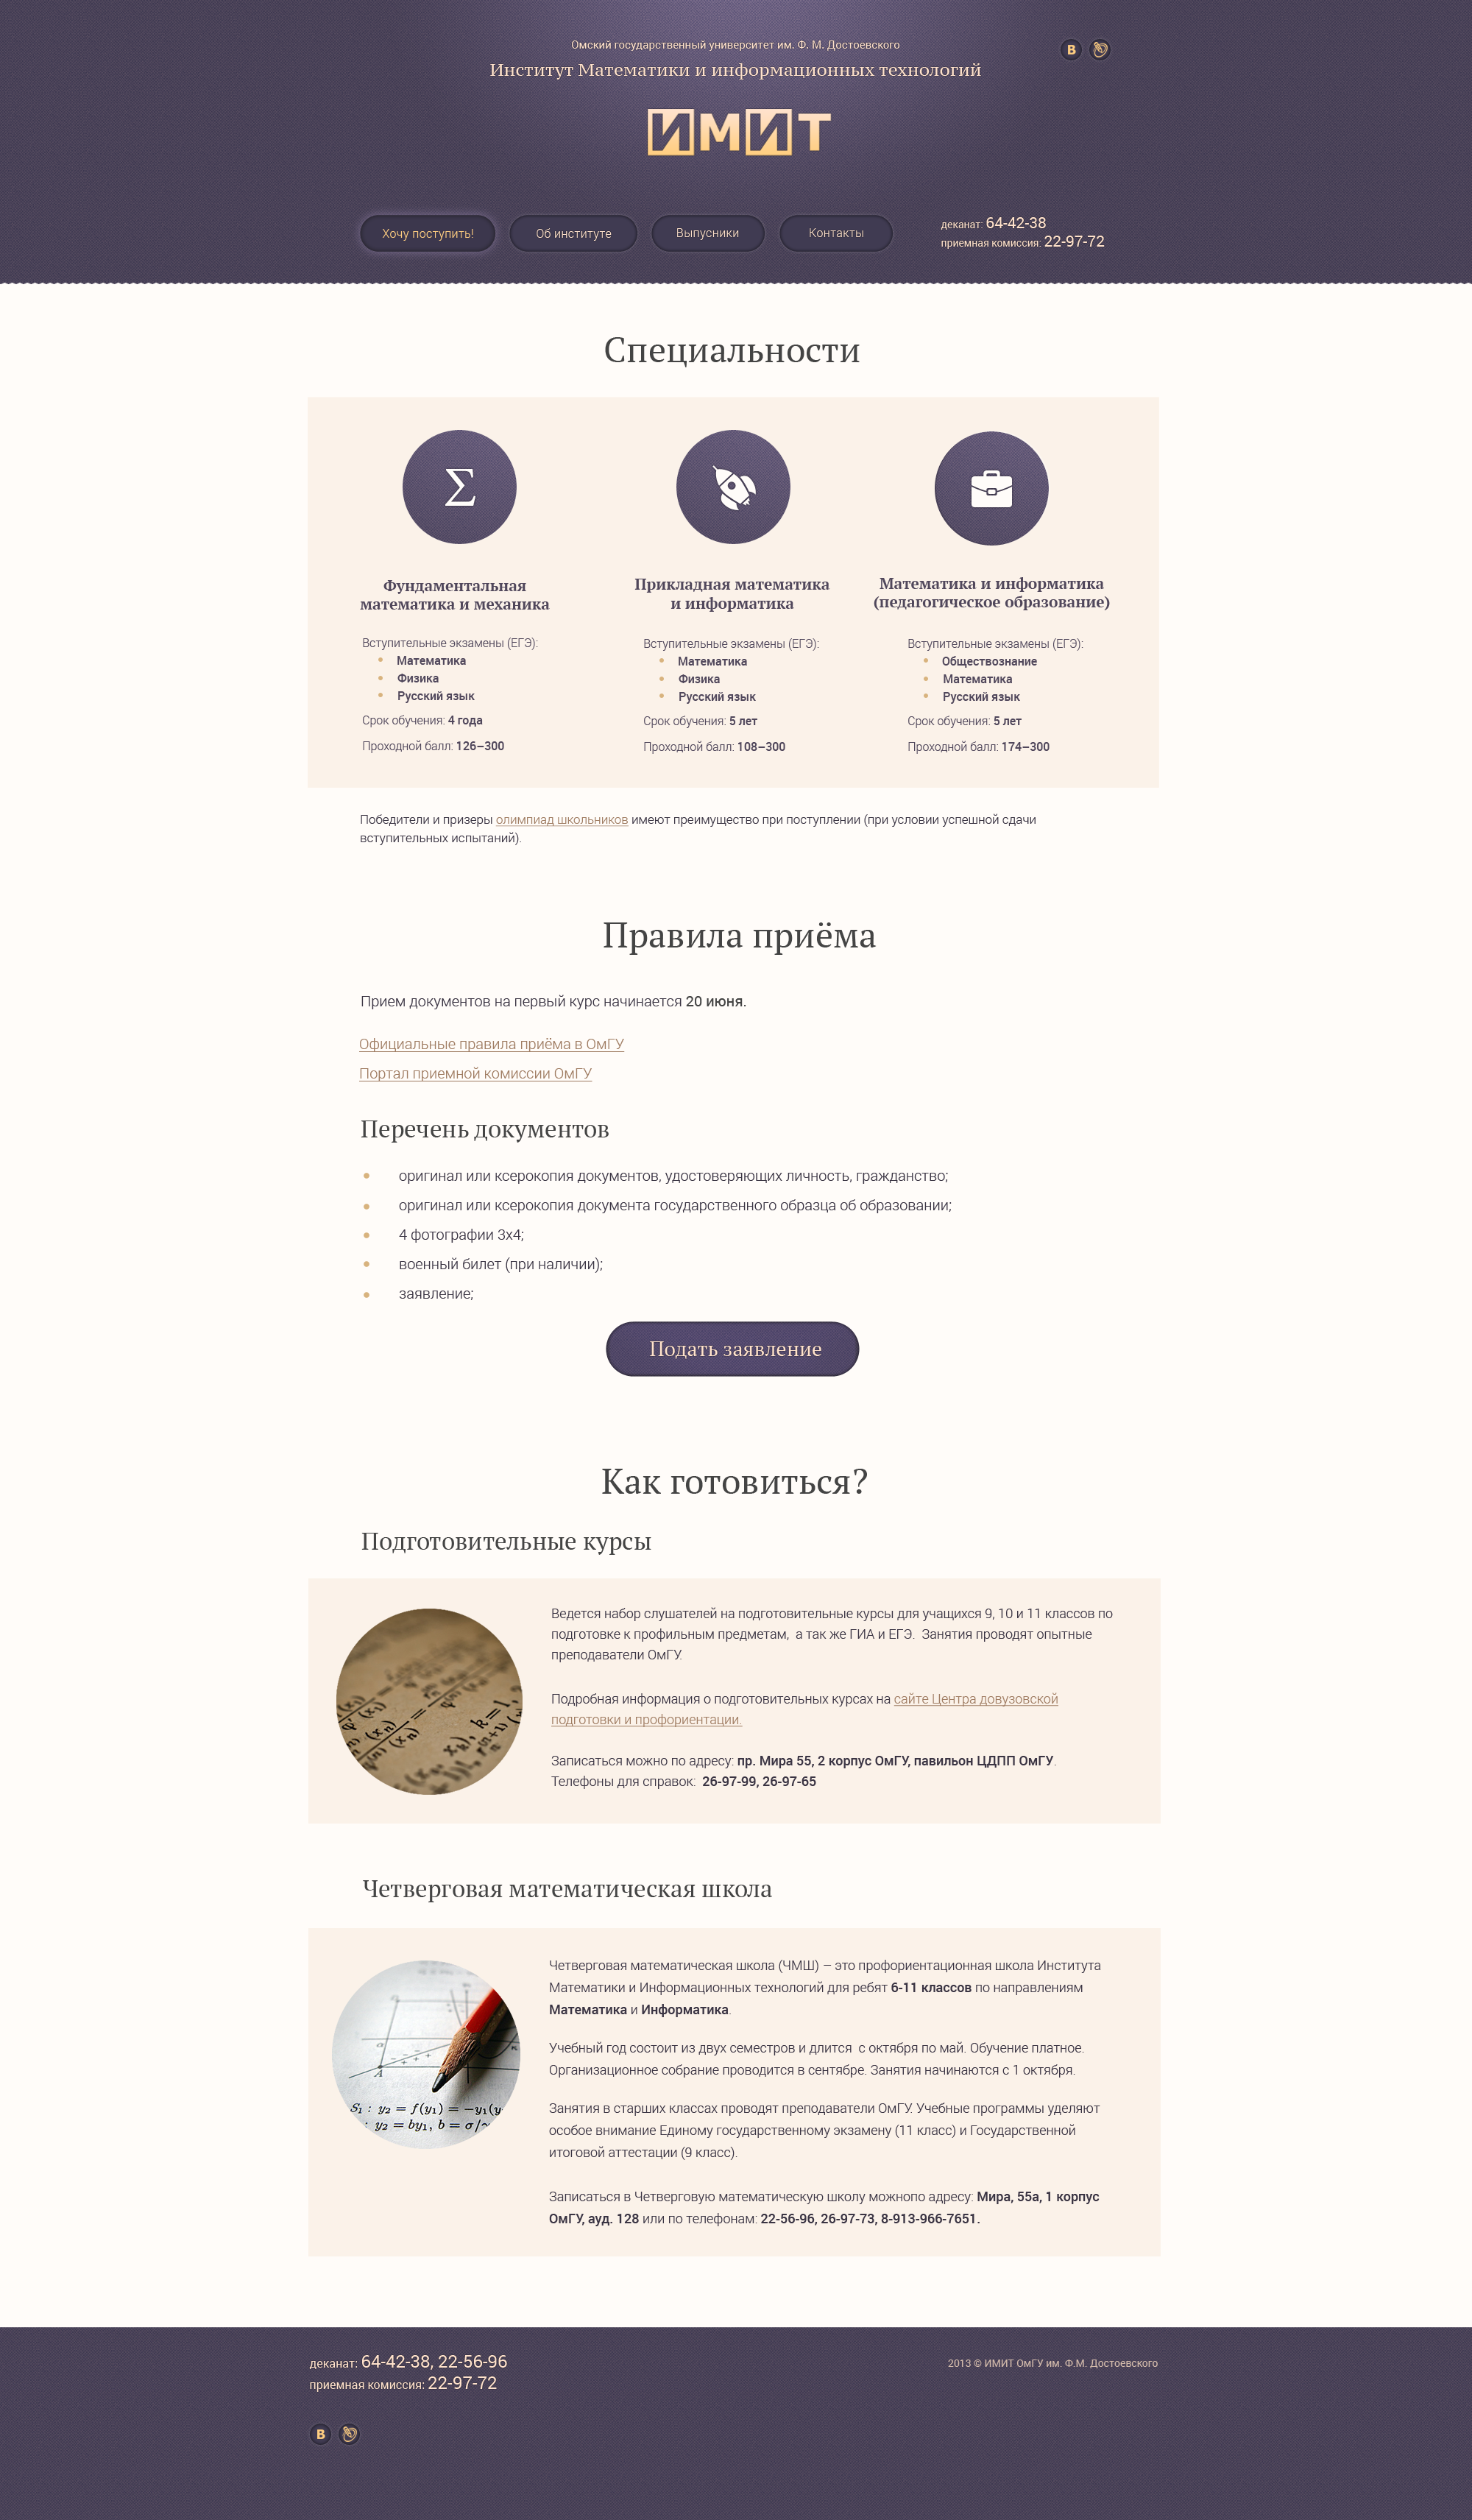 Омский государственный университет им. Ф. М. Достоевского
Институт Математики и информационных технологий
В
ИМИТ
Хочу поступить!
Об институте
Выпусники
Контакты
деканат: 64-42-38
приемная комиссия: 22-97-72
Специальности
Σ
Фундаментальная
математика и механика
Вступительные экзамены (ЕГЭ):
Математика
Физика
Русский язык
Срок обучения: 4 года
Проходной балл: 126–300
Прикладная математика
и информатика
Вступительные экзамены (ЕГЭ):
Математика
Физика
Русский язык
Срок обучения: 5 лет
Проходной балл: 108–300
Математика и информатика
(педагогическое образование)
Вступительные экзамены (ЕГЭ):
Обществознание
Математика
Русский язык
Срок обучения: 5 лет
Проходной балл: 174–300
Победители и призеры олимпиад школьников имеют преимущество при поступлении (при условии успешной сдачи
вступительных испытаний).
Правила приёма
Прием документов на первый курс начинается 20 июня.
Официальные правила приёма в ОмГУ
Портал приемной комиссии ОмГУ
Перечень документов
оригинал или ксерокопия документов, удостоверяющих личность, гражданство;
оригинал или ксерокопия документа государственного образца об образовании;
4 фотографии 3х4;
военный билет (при наличии);
заявление;
Подать заявление
Как готовиться?
Подготовительные курсы
Ведется набор слушателей на подготовительные курсы для учащихся 9, 10 и 11 классов по
подготовке к профильным предметам,  а так же ГИА и ЕГЭ.  Занятия проводят опытные
преподаватели ОмГУ.
Подробная информация о подготовительных курсах на сайте Центра довузовской
подготовки и профориентации.
Записаться можно по адресу: пр. Мира 55, 2 корпус ОмГУ, павильон ЦДПП ОмГУ.
Телефоны для справок:  26-97-99, 26-97-65
Четверговая математическая школа
A
S₁ : y₂ = f(y₁) = −y₁(y
: y₂ = by₁, b = σ/
Четверговая математическая школа (ЧМШ) – это профориентационная школа Института
Математики и Информационных технологий для ребят 6-11 классов по направлениям
Математика и Информатика.
Учебный год состоит из двух семестров и длится  с октября по май. Обучение платное.
Организационное собрание проводится в сентябре. Занятия начинаются с 1 октября.
Занятия в старших классах проводят преподаватели ОмГУ. Учебные программы уделяют
особое внимание Единому государственному экзамену (11 класс) и Государственной
итоговой аттестации (9 класс).
Записаться в Четверговую математическую школу можнопо адресу: Мира, 55а, 1 корпус
ОмГУ, ауд. 128 или по телефонам: 22-56-96, 26-97-73, 8-913-966-7651.
деканат: 64-42-38, 22-56-96
приемная комиссия: 22-97-72
2013 © ИМИТ ОмГУ им. Ф.М. Достоевского
В